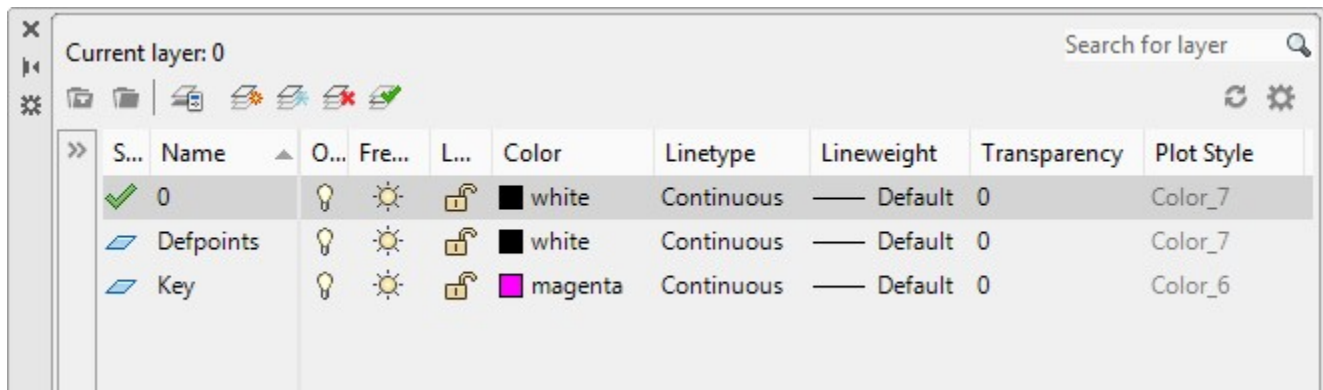 Current layer: 0
Search for layer
S... Name O... Fre... L... Color Linetype Lineweight Transparency Plot Style
0 white Continuous Default 0 Color_7
Defpoints white Continuous Default 0 Color_7
Key magenta Continuous Default 0 Color_6